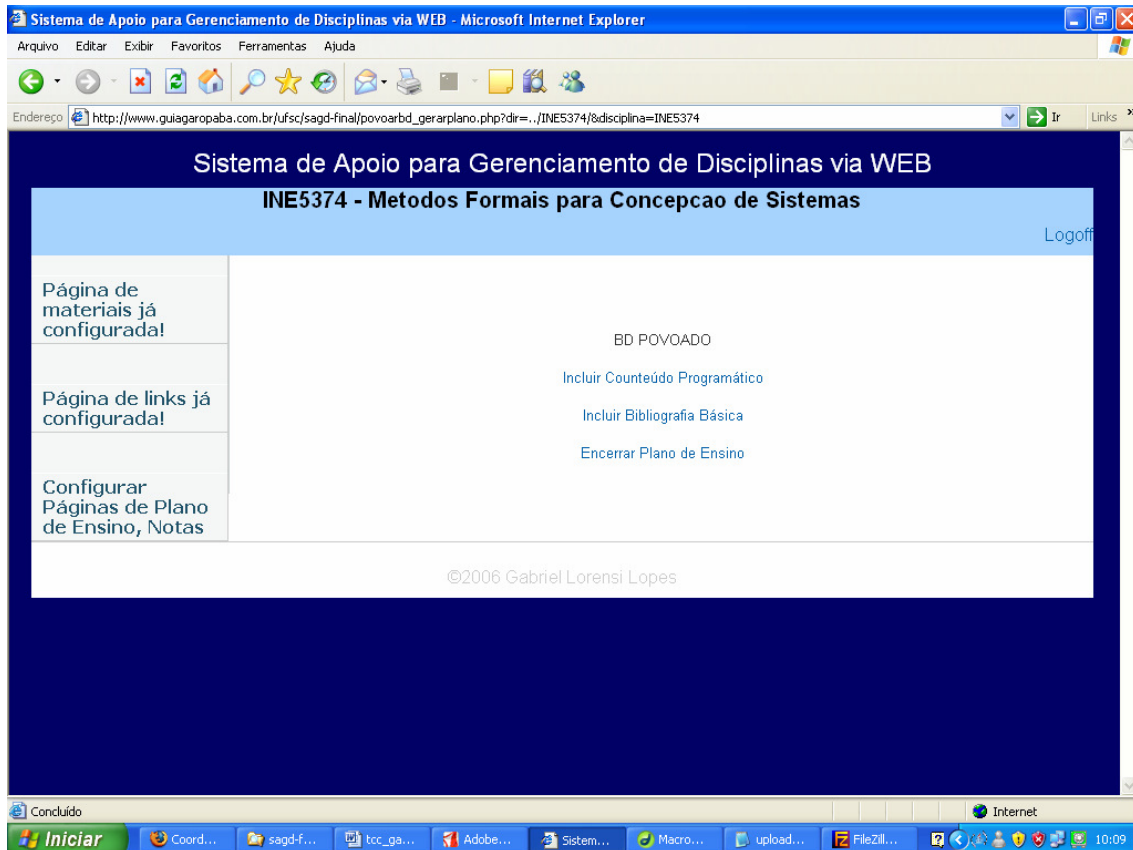 Sistema de Apoio para Gerenciamento de Disciplinas via WEB - Microsoft Internet Explorer
Arquivo Editar Exibir Favoritos Ferramentas Ajuda
Endereço http://www.guiagaropaba.com.br/ufsc/sagd-final/povoarbd_gerarplano.php?dir=../INE5374/&disciplina=INE5374 Ir Links »
Sistema de Apoio para Gerenciamento de Disciplinas via WEB
INE5374 - Metodos Formais para Concepcao de Sistemas
Logoff
Página de
materiais já
configurada!
Página de links já
configurada!
Configurar
Páginas de Plano
de Ensino, Notas
BD POVOADO
Incluir Counteúdo Programático
Incluir Bibliografia Básica
Encerrar Plano de Ensino
©2006 Gabriel Lorensi Lopes
Concluído Internet
Iniciar Coord... sagd-f... tcc_ga... Adobe... Sistem... Macro... upload... FileZill... 10:09